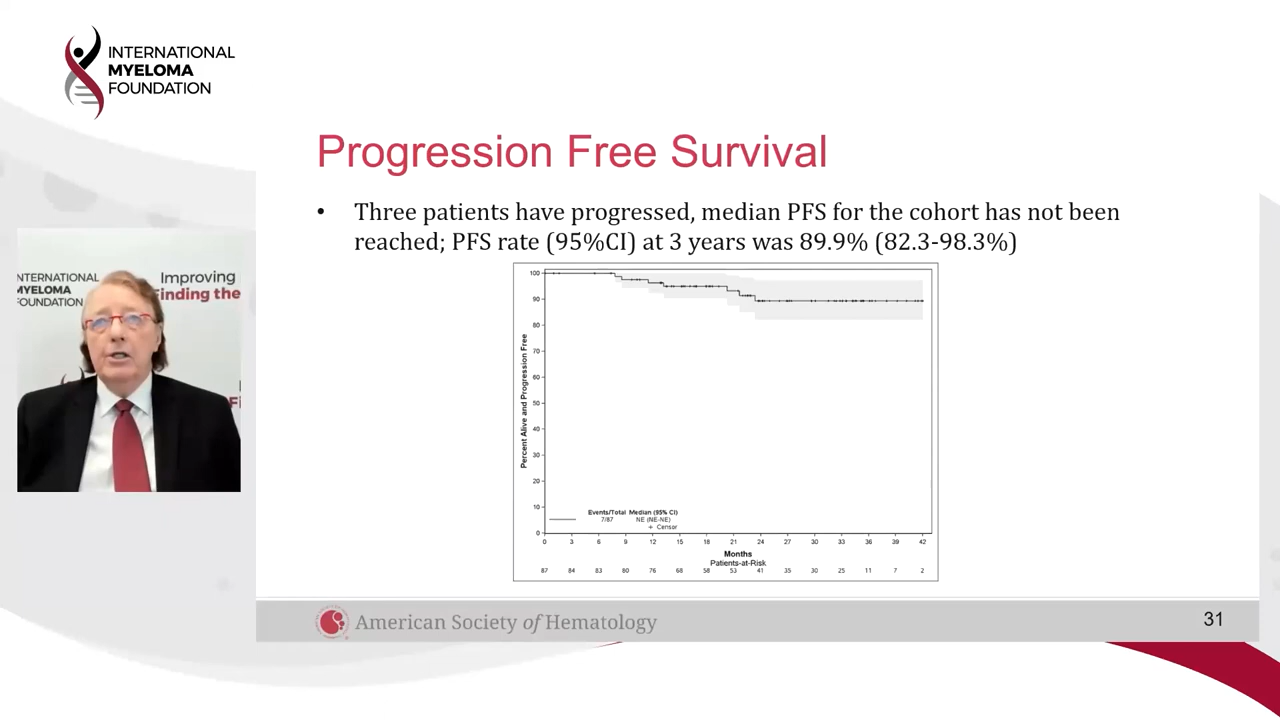 INTERNATIONAL
MYELOMA
FOUNDATION
Progression Free Survival
• Three patients have progressed, median PFS for the cohort has not been
reached; PFS rate (95%CI) at 3 years was 89.9% (82.3-98.3%)
INTERNATIONAL
MYELOMA
FOUNDATION
Improving
Finding the
Percent Alive and Progression Free
100
90
80
70
60
50
40
30
20
10
0
Events/Total Median (95% CI)
7/87 NE (NE-NE)
+ Censor
0 3 6 9 12 15 18 21 24 27 30 33 36 39 42
Months
Patients-at-Risk
87 84 83 80 76 68 58 53 41 35 30 25 11 7 2
American Society of Hematology
31